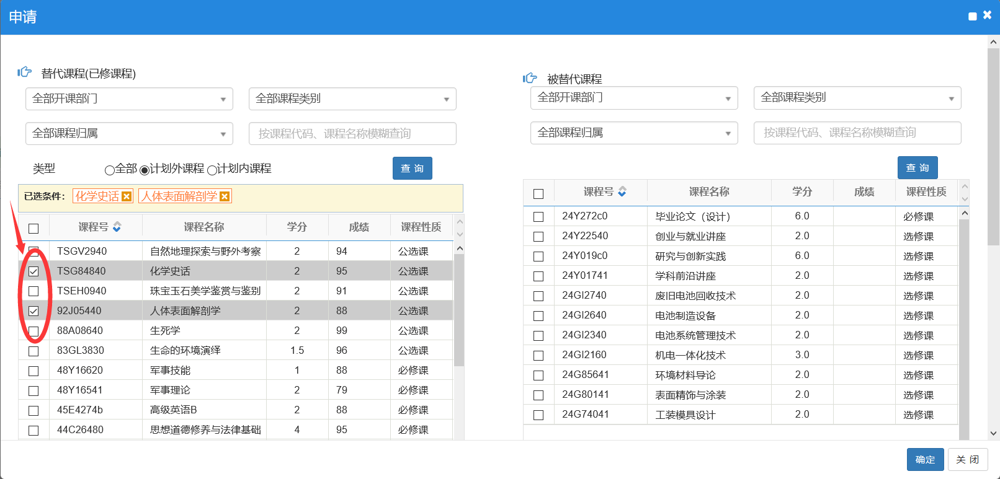 申请
替代课程(已修课程)
全部开课部门 全部课程类别
全部课程归属 按课程代码、课程名称模糊查询
类型 全部 计划外课程 计划内课程 查 询
已选条件： 化学史话 人体表面解剖学
课程号 课程名称 学分 成绩 课程性质
TSGV2940 自然地理探索与野外考察 2 94 公选课
TSG84840 化学史话 2 95 公选课
TSEH0940 珠宝玉石美学鉴赏与鉴别 2 91 公选课
92J05440 人体表面解剖学 2 88 公选课
88A08640 生死学 2 99 公选课
83GL3830 生命的环境演绎 1.5 96 公选课
48Y16620 军事技能 1 88 必修课
48Y16541 军事理论 2 79 必修课
45E4274b 高级英语B 2 88 必修课
44C26480 思想道德修养与法律基础 4 95 必修课
被替代课程
全部开课部门 全部课程类别
全部课程归属 按课程代码、课程名称模糊查询
查 询
课程号 课程名称 学分 成绩 课程性质
24Y272c0 毕业论文（设计） 6.0 必修课
24Y22540 创业与就业讲座 2.0 选修课
24Y019c0 研究与创新实践 6.0 选修课
24Y01741 学科前沿讲座 2.0 选修课
24GI2740 废旧电池回收技术 2.0 选修课
24GI2640 电池制造设备 2.0 选修课
24GI2340 电池系统管理技术 2.0 选修课
24GI2160 机电一体化技术 3.0 选修课
24G85641 环境材料导论 2.0 选修课
24G80141 表面精饰与涂装 2.0 选修课
24G74041 工装模具设计 2.0 选修课
确定 关 闭